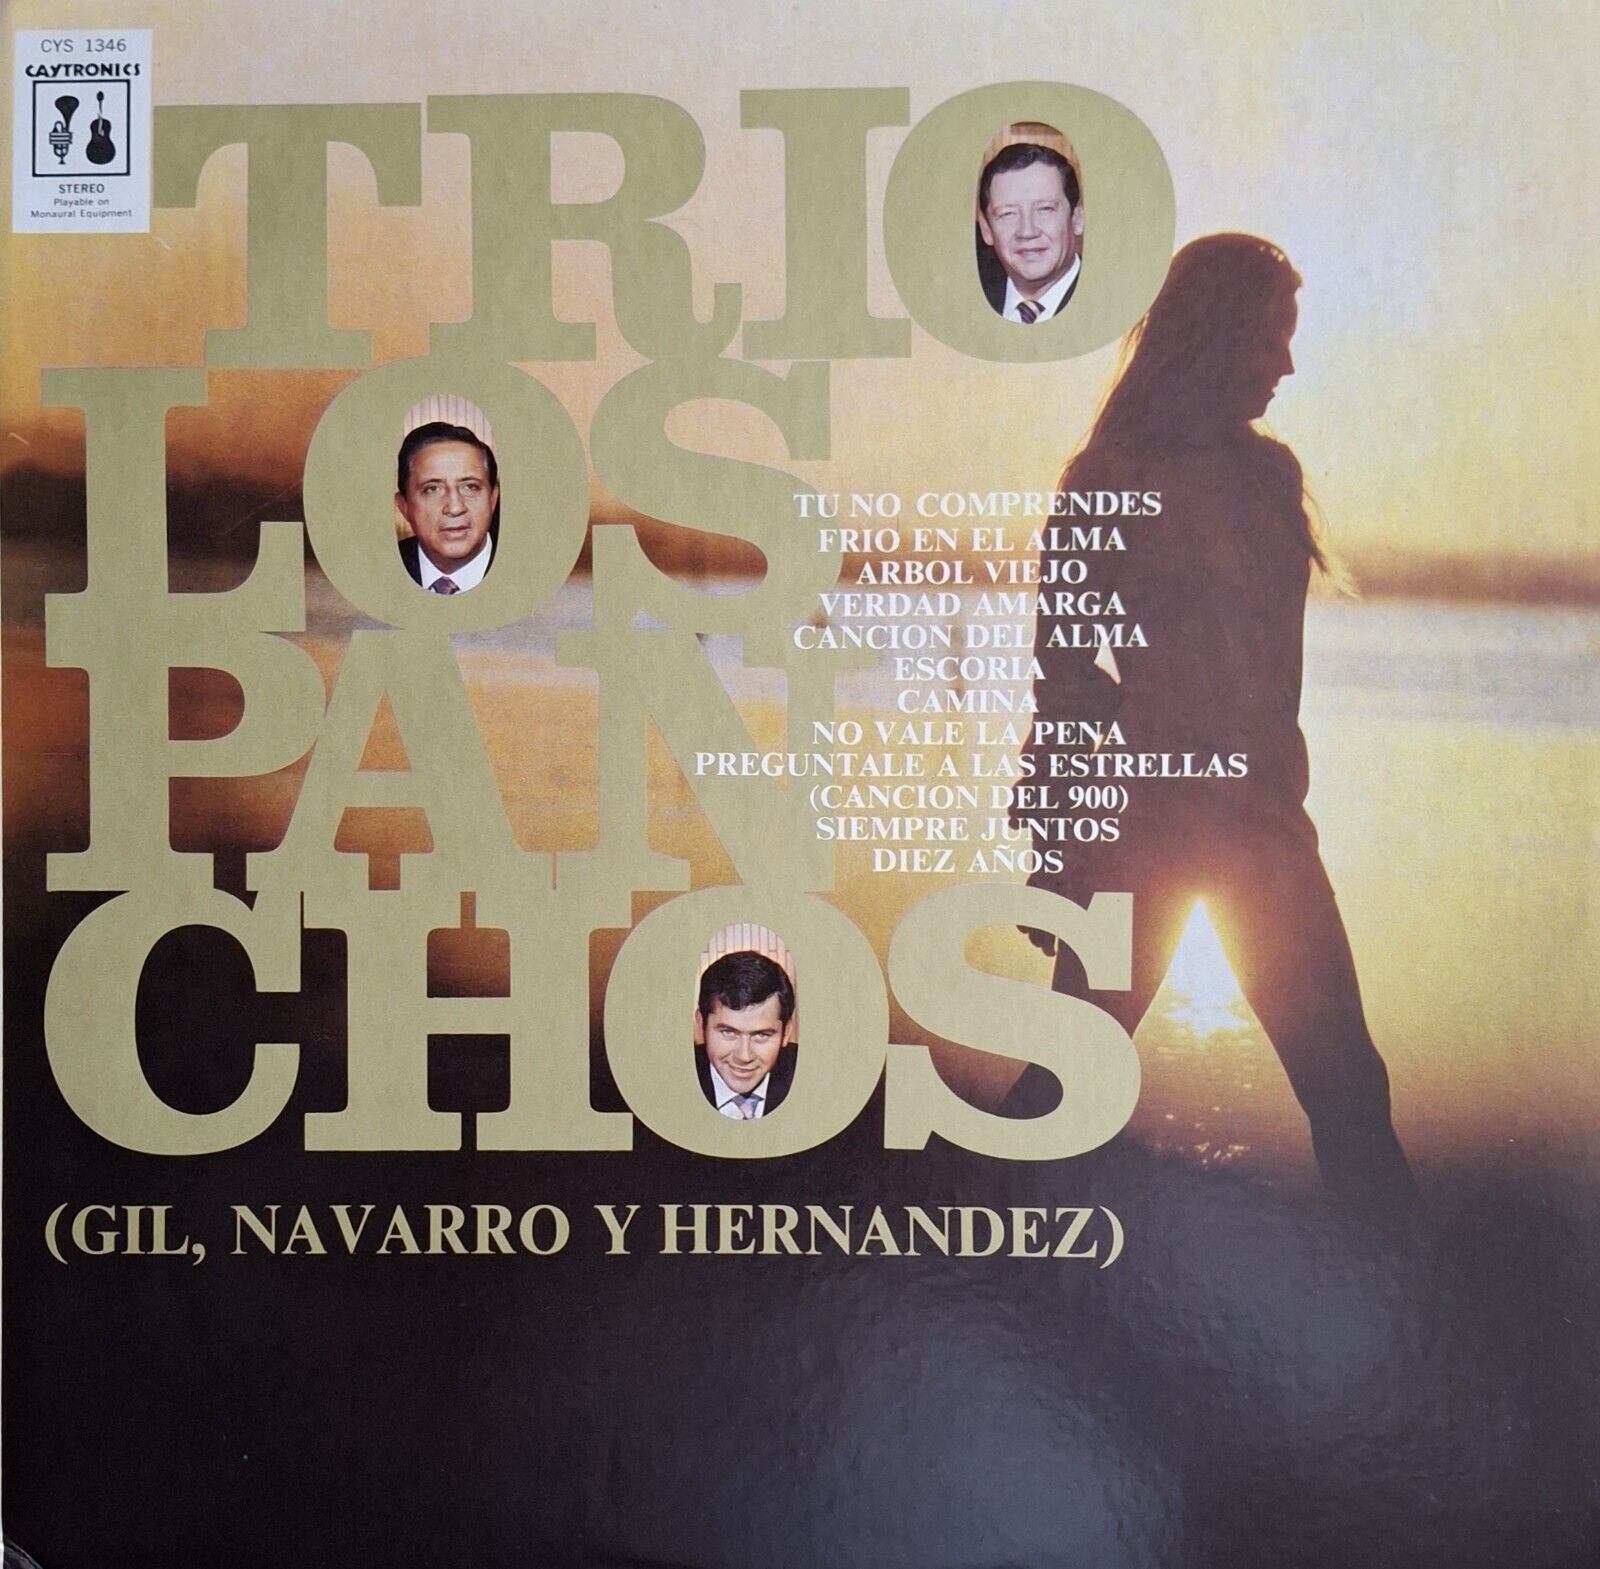 CYS 1346
CAYTRONICS
STEREO
Playable on
Monaural Equipment
TRIO
LOS
PAN
CHOS
TU NO COMPRENDES
FRIO EN EL ALMA
ARBOL VIEJO
VERDAD AMARGA
CANCION DEL ALMA
ESCORIA
CAMINA
NO VALE LA PENA
PREGUNTALE A LAS ESTRELLAS
(CANCION DEL 900)
SIEMPRE JUNTOS
DIEZ AÑOS
(GIL, NAVARRO Y HERNANDEZ)